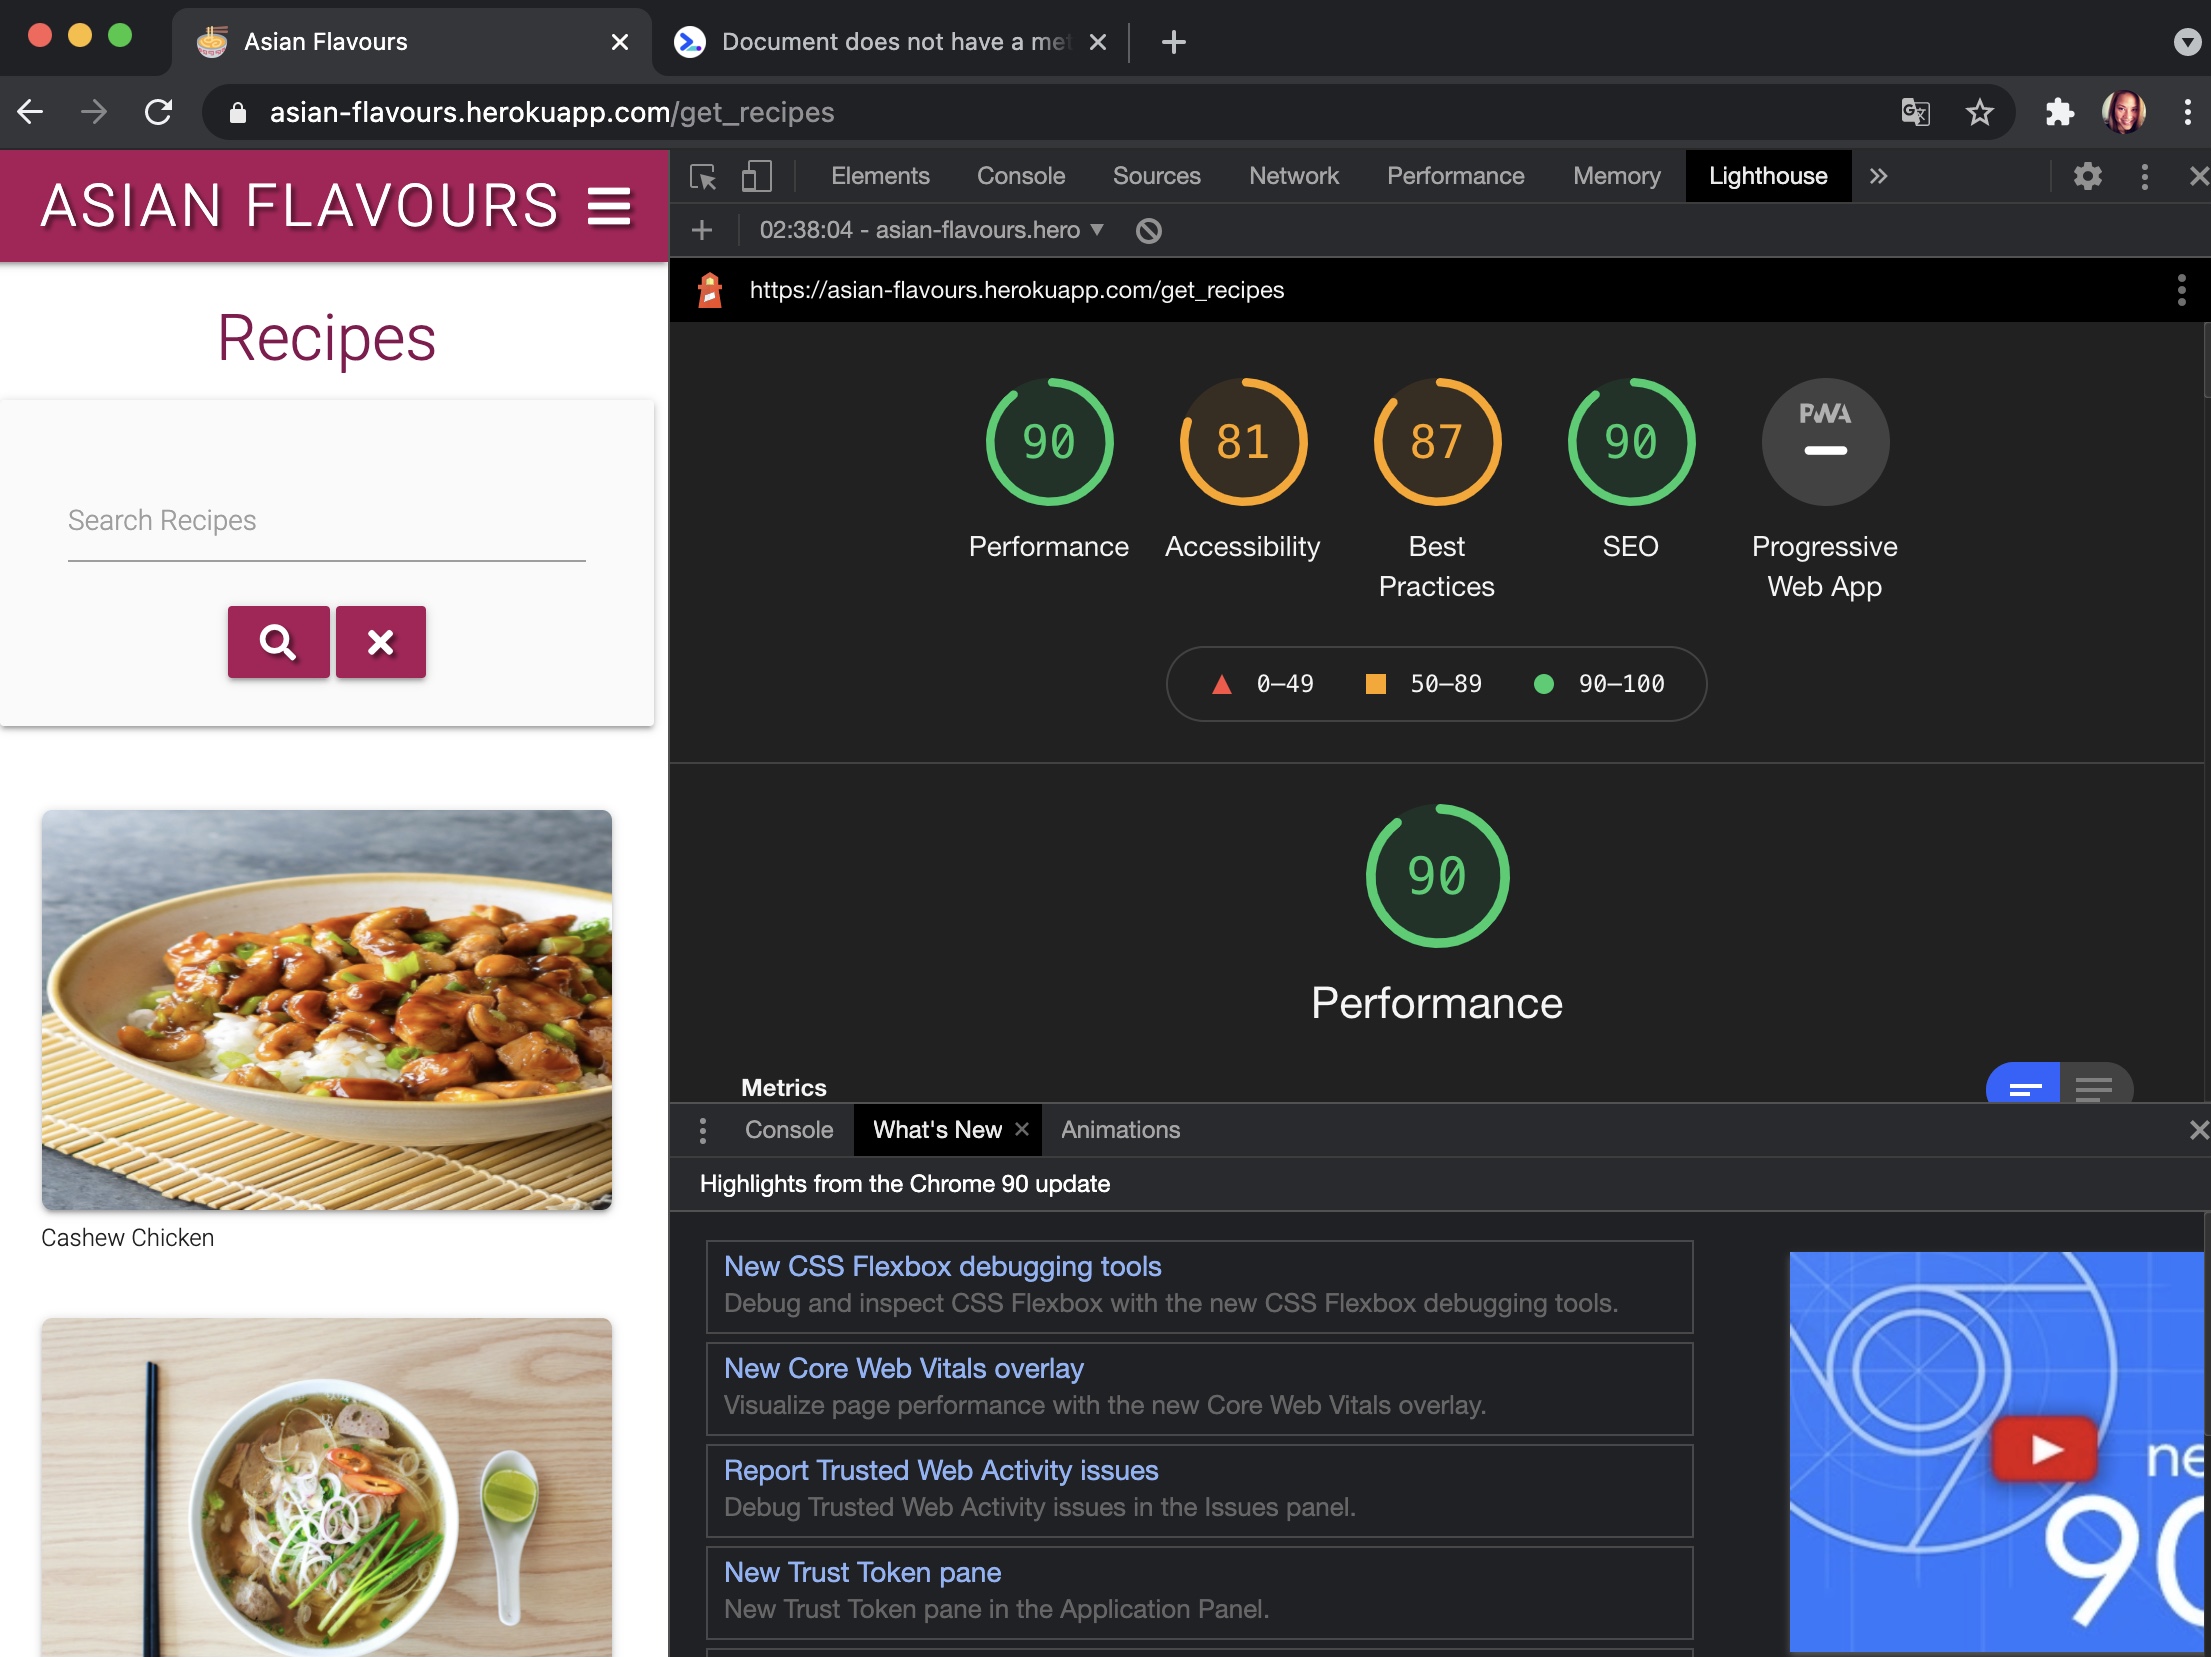 Asian Flavours
Document does not have a met
asian-flavours.herokuapp.com/get_recipes
ASIAN FLAVOURS
Recipes
Search Recipes
Cashew Chicken
Elements Console Sources Network Performance Memory Lighthouse
02:38:04 - asian-flavours.hero
https://asian-flavours.herokuapp.com/get_recipes
90 81 87 90 PWA
Performance Accessibility Best Practices SEO Progressive Web App
0–49 50–89 90–100
90
Performance
Metrics
Console What's New Animations
Highlights from the Chrome 90 update
New CSS Flexbox debugging tools
Debug and inspect CSS Flexbox with the new CSS Flexbox debugging tools.
New Core Web Vitals overlay
Visualize page performance with the new Core Web Vitals overlay.
Report Trusted Web Activity issues
Debug Trusted Web Activity issues in the Issues panel.
New Trust Token pane
New Trust Token pane in the Application Panel.
ne
90